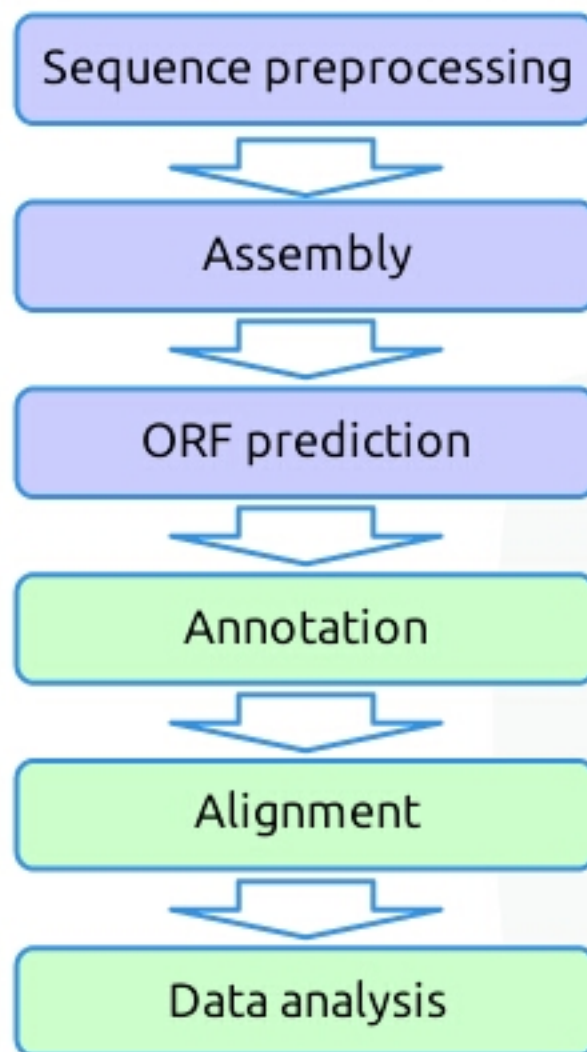 Sequence preprocessing
Assembly
ORF prediction
Annotation
Alignment
Data analysis